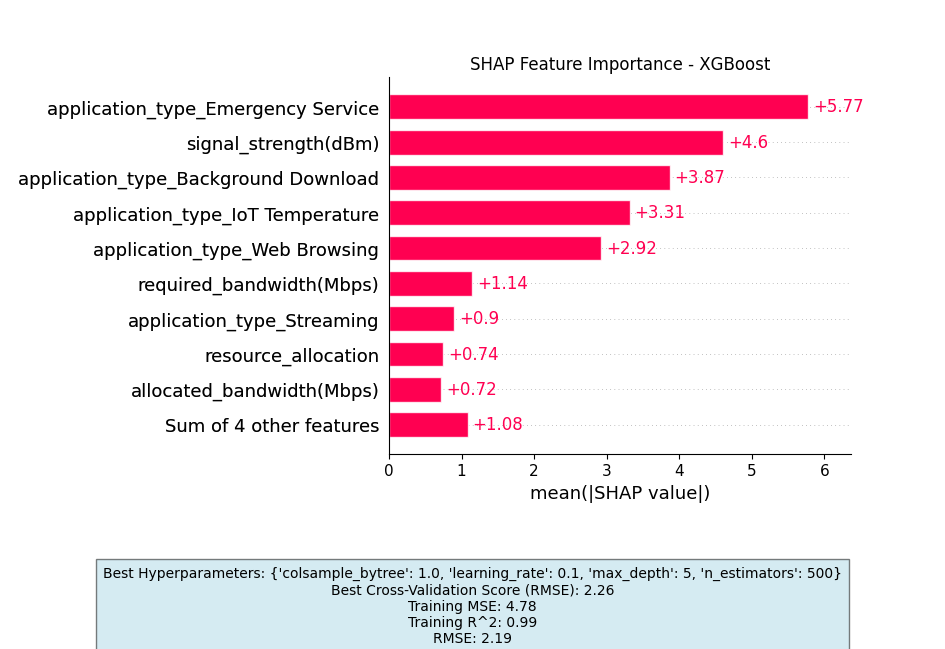 SHAP Feature Importance - XGBoost
application_type_Emergency Service +5.77
signal_strength(dBm) +4.6
application_type_Background Download +3.87
application_type_IoT Temperature +3.31
application_type_Web Browsing +2.92
required_bandwidth(Mbps) +1.14
application_type_Streaming +0.9
resource_allocation +0.74
allocated_bandwidth(Mbps) +0.72
Sum of 4 other features +1.08
0 1 2 3 4 5 6
mean(|SHAP value|)
Best Hyperparameters: {'colsample_bytree': 1.0, 'learning_rate': 0.1, 'max_depth': 5, 'n_estimators': 500}
Best Cross-Validation Score (RMSE): 2.26
Training MSE: 4.78
Training R^2: 0.99
RMSE: 2.19